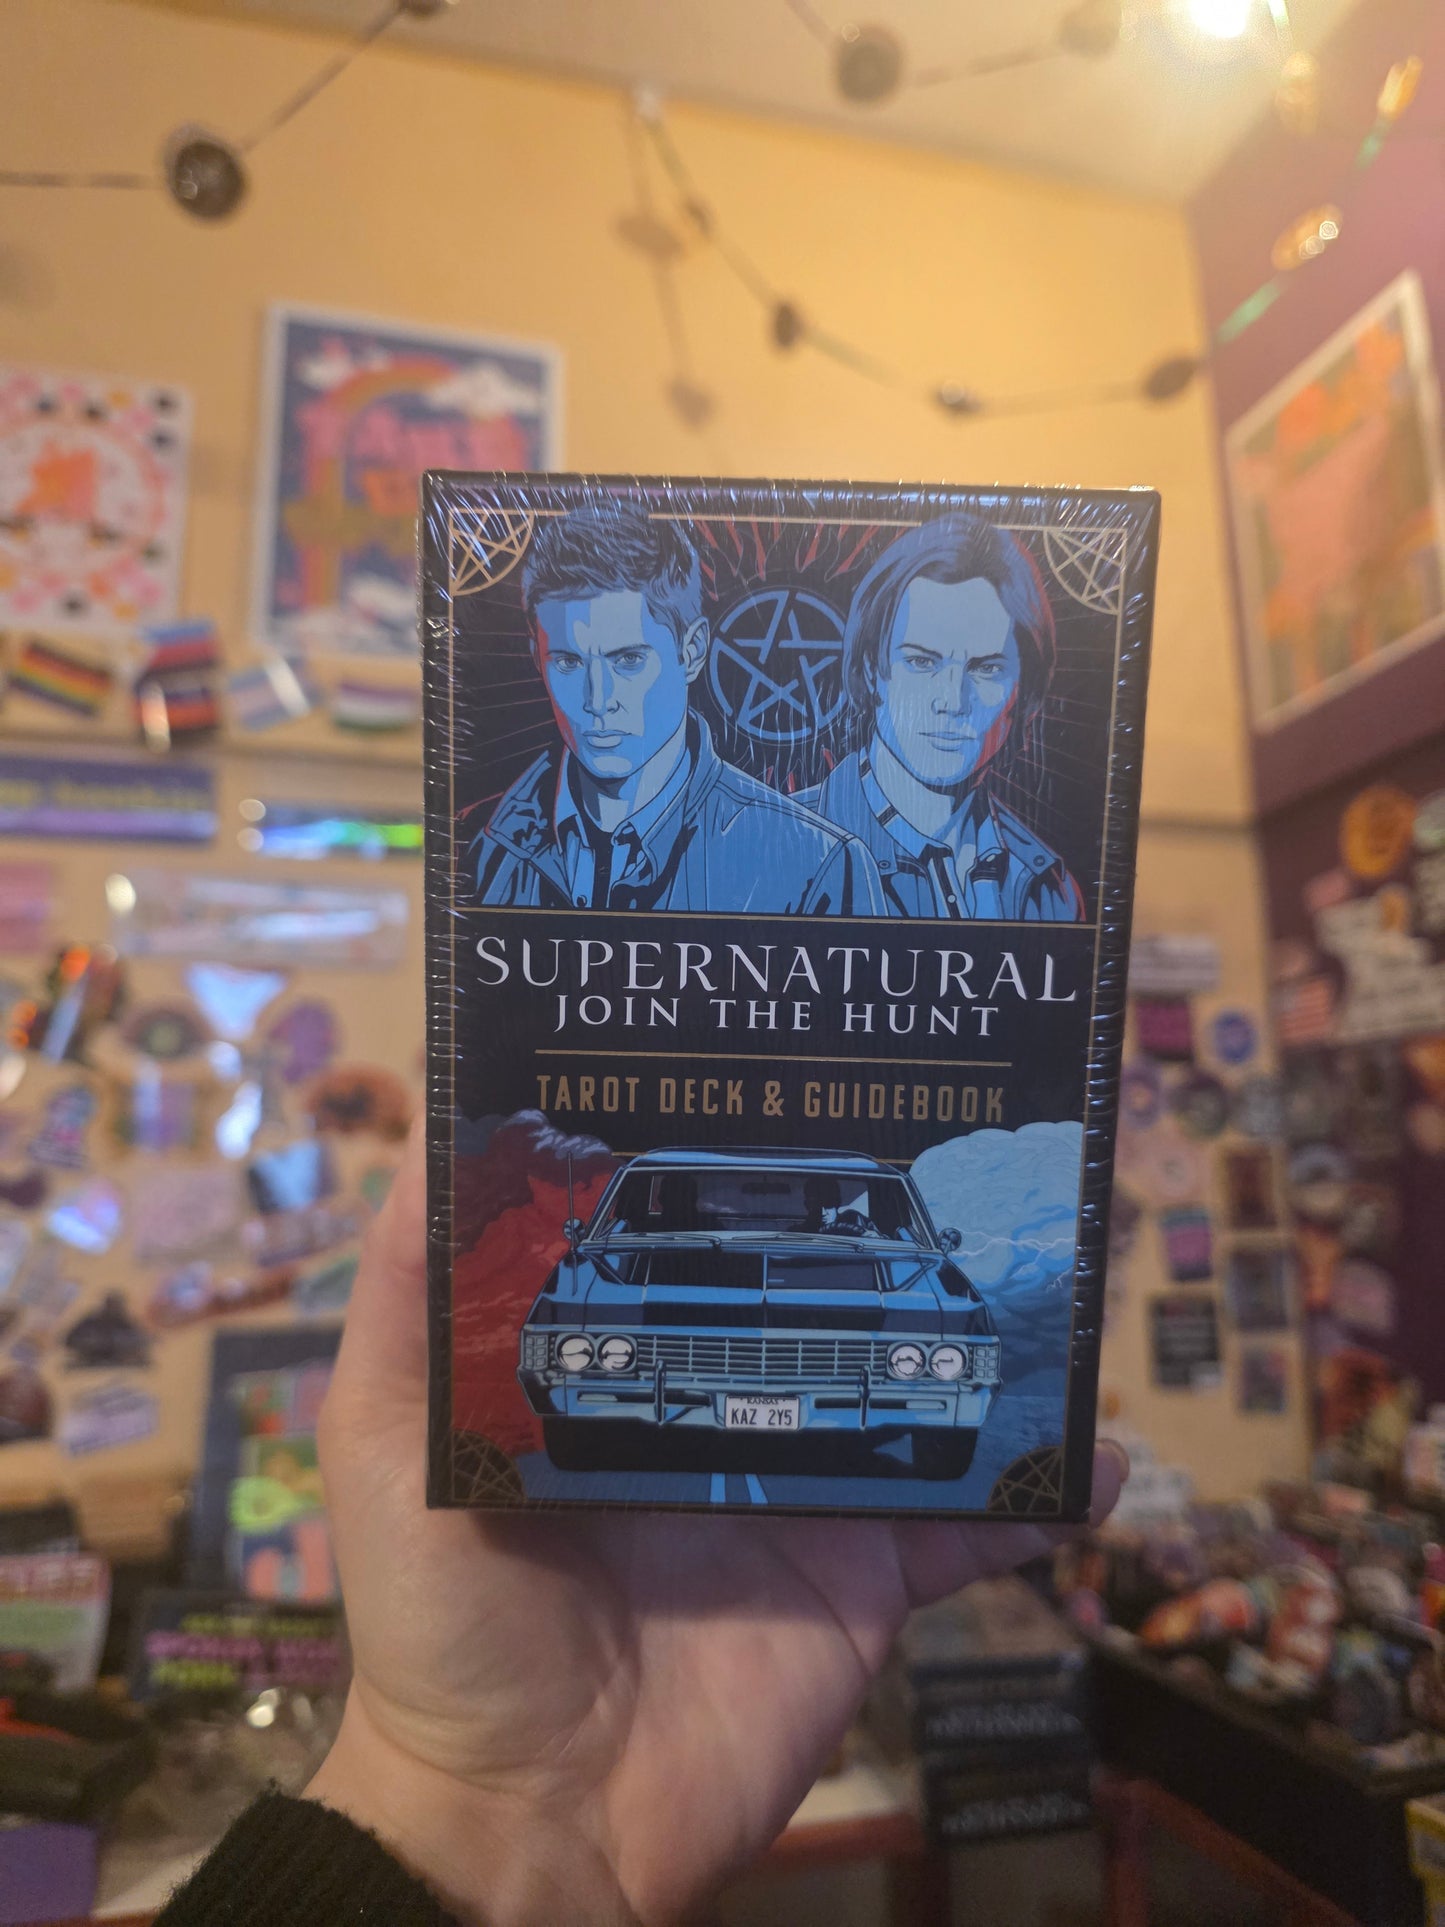 SUPERNATURAL
JOIN THE HUNT
TAROT DECK & GUIDEBOOK
KANSAS
KAZ 2Y5